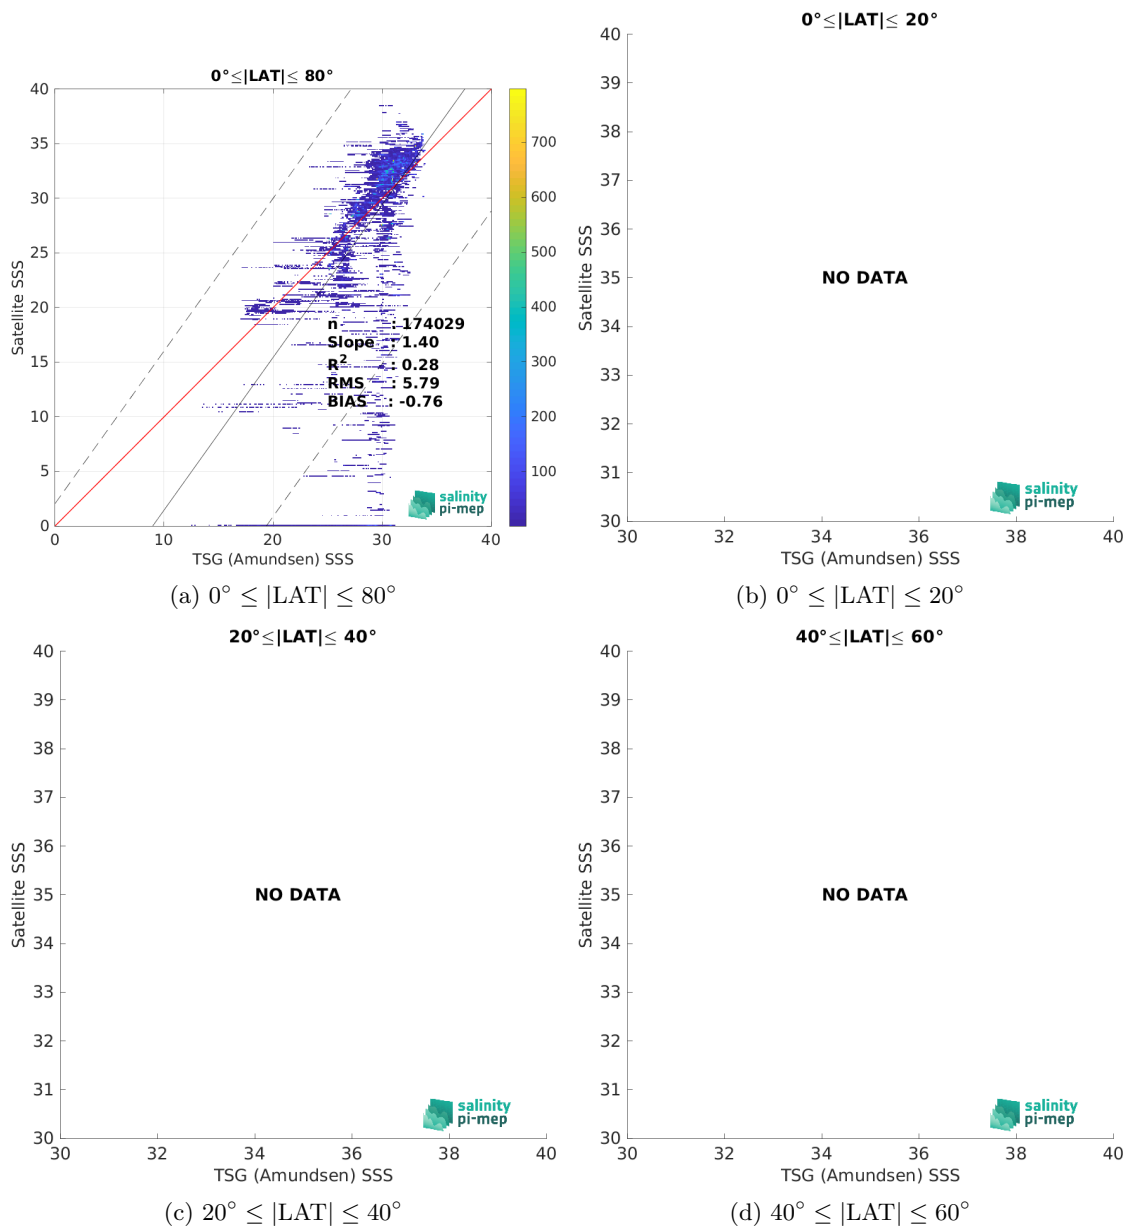 0°≤|LAT|≤ 80°
40
35
30
25
20
15
10
5
0
Satellite SSS
0
10
20
30
40
TSG (Amundsen) SSS
700
600
500
400
300
200
100
n : 174029
Slope : 1.40
R² : 0.28
RMS : 5.79
BIAS : -0.76
salinity
pi-mep
(a) 0° ≤ |LAT| ≤ 80°
0°≤|LAT|≤ 20°
40
39
38
37
36
35
34
33
32
31
30
Satellite SSS
NO DATA
salinity
pi-mep
30
32
34
36
38
40
TSG (Amundsen) SSS
(b) 0° ≤ |LAT| ≤ 20°
20°≤|LAT|≤ 40°
40
39
38
37
36
35
34
33
32
31
30
Satellite SSS
NO DATA
salinity
pi-mep
30
32
34
36
38
40
TSG (Amundsen) SSS
(c) 20° ≤ |LAT| ≤ 40°
40°≤|LAT|≤ 60°
40
39
38
37
36
35
34
33
32
31
30
Satellite SSS
NO DATA
salinity
pi-mep
30
32
34
36
38
40
TSG (Amundsen) SSS
(d) 40° ≤ |LAT| ≤ 60°